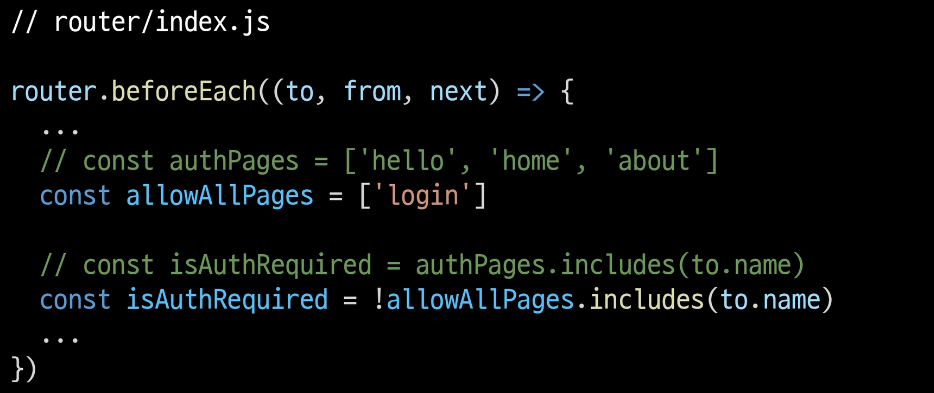 // router/index.js
router.beforeEach((to, from, next) => {
...
// const authPages = ['hello', 'home', 'about']
const allowAllPages = ['login']
// const isAuthRequired = authPages.includes(to.name)
const isAuthRequired = !allowAllPages.includes(to.name)
...
})